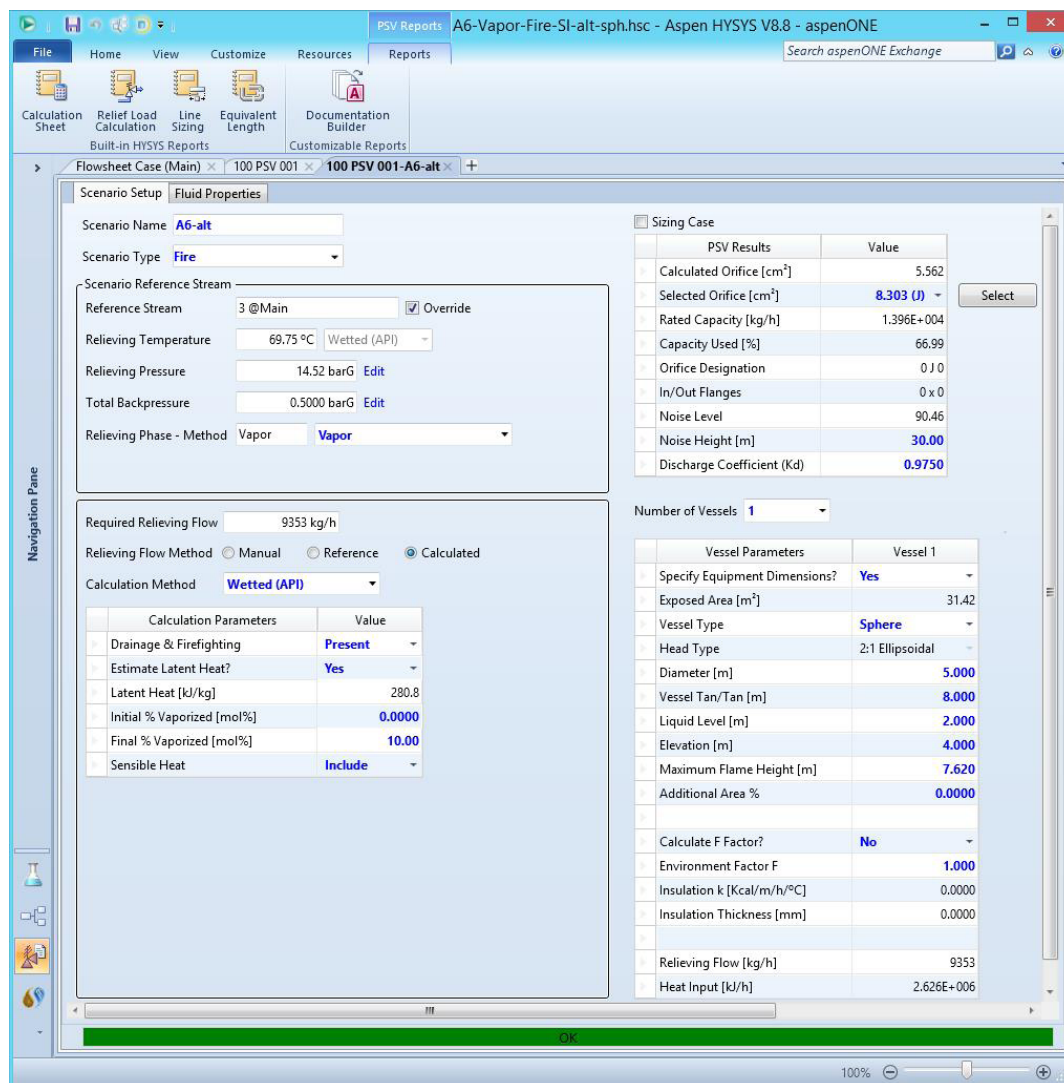 PSV Reports
A6-Vapor-Fire-SI-alt-sph.hsc - Aspen HYSYS V8.8 - aspenONE
File Home View Customize Resources Reports Search aspenONE Exchange
Calculation Sheet
Relief Load Calculation
Line Sizing
Equivalent Length
Documentation Builder
Built-in HYSYS Reports
Customizable Reports
Flowsheet Case (Main) 100 PSV 001 100 PSV 001-A6-alt
Navigation Pane
Scenario Setup Fluid Properties
Scenario Name A6-alt
Scenario Type Fire
Scenario Reference Stream
Reference Stream 3 @Main Override
Relieving Temperature 69.75 ºC Wetted (API)
Relieving Pressure 14.52 barG Edit
Total Backpressure 0.5000 barG Edit
Relieving Phase - Method Vapor Vapor
Required Relieving Flow 9353 kg/h
Relieving Flow Method Manual Reference Calculated
Calculation Method Wetted (API)
Calculation Parameters Value
Drainage & Firefighting Present
Estimate Latent Heat? Yes
Latent Heat [kJ/kg] 280.8
Initial % Vaporized [mol%] 0.0000
Final % Vaporized [mol%] 10.00
Sensible Heat Include
Sizing Case
PSV Results Value
Calculated Orifice [cm²] 5.562
Selected Orifice [cm²] 8.303 (J) Select
Rated Capacity [kg/h] 1.396E+004
Capacity Used [%] 66.99
Orifice Designation 0 J 0
In/Out Flanges 0 x 0
Noise Level 90.46
Noise Height [m] 30.00
Discharge Coefficient (Kd) 0.9750
Number of Vessels 1
Vessel Parameters Vessel 1
Specify Equipment Dimensions? Yes
Exposed Area [m²] 31.42
Vessel Type Sphere
Head Type 2:1 Ellipsoidal
Diameter [m] 5.000
Vessel Tan/Tan [m] 8.000
Liquid Level [m] 2.000
Elevation [m] 4.000
Maximum Flame Height [m] 7.620
Additional Area % 0.0000
Calculate F Factor? No
Environment Factor F 1.000
Insulation k [Kcal/m/h/ºC] 0.0000
Insulation Thickness [mm] 0.0000
Relieving Flow [kg/h] 9353
Heat Input [kJ/h] 2.626E+006
OK
100%